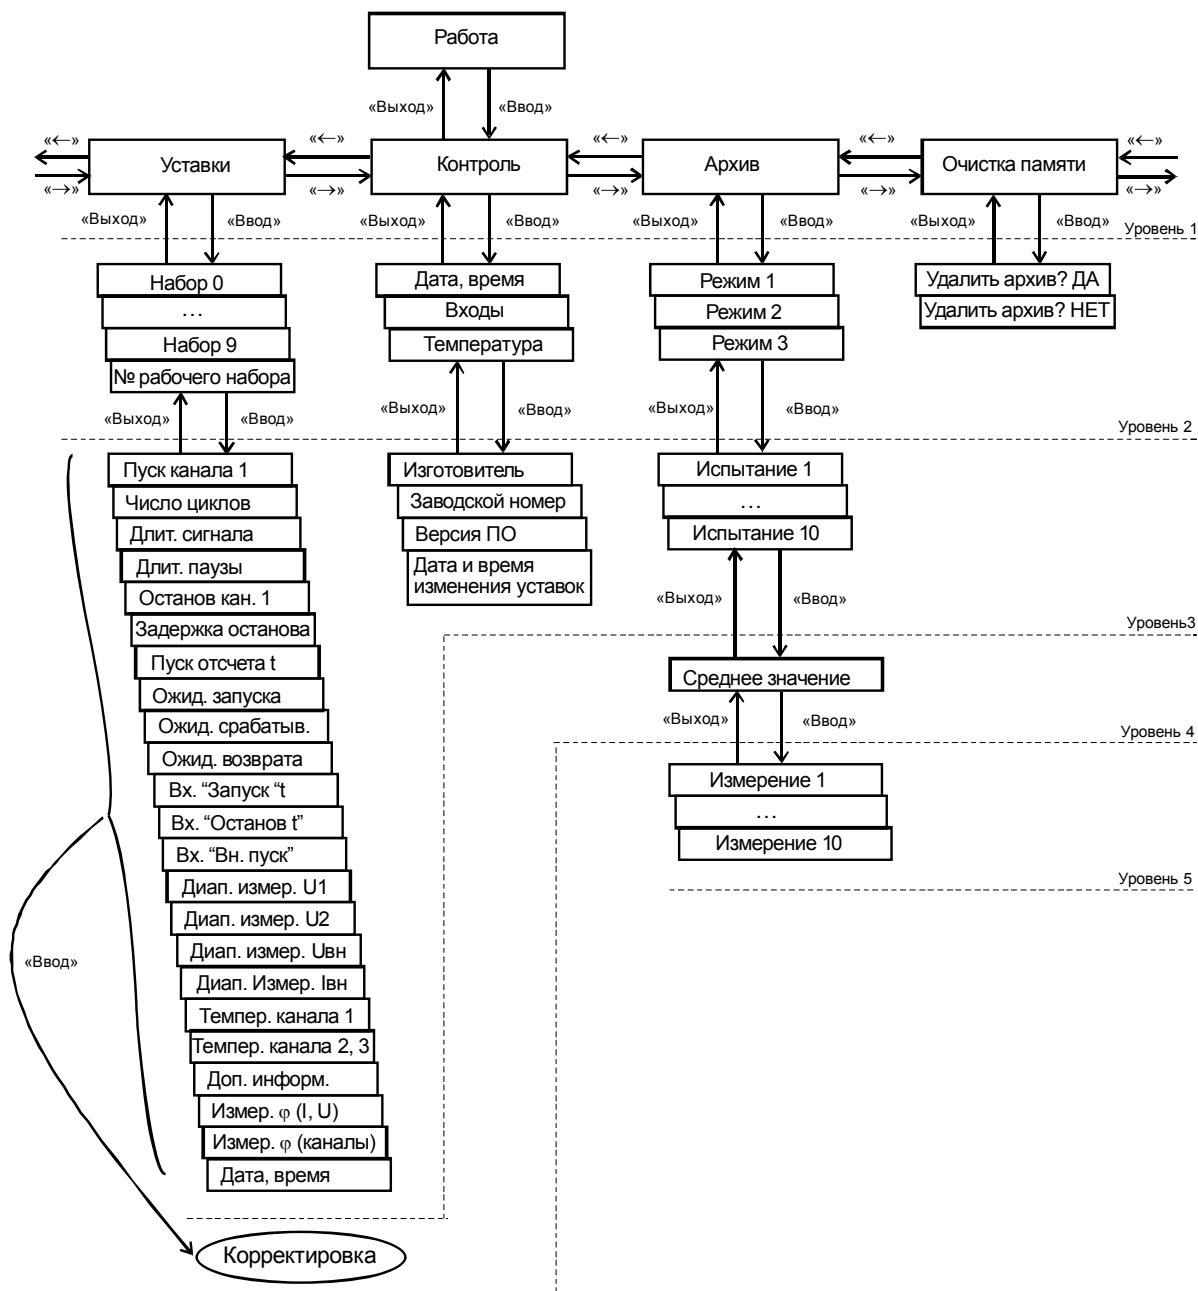 Работа
«Выход»
«Ввод»
«←»
«←»
«←»
«←»
«←»
Уставки
Контроль
Архив
Очистка памяти
«→»
«→»
«→»
«→»
«→»
«Выход»
«Ввод»
«Выход»
«Ввод»
«Выход»
«Ввод»
«Выход»
«Ввод»
Уровень 1
Набор 0
…
Набор 9
№ рабочего набора
Дата, время
Входы
Температура
Режим 1
Режим 2
Режим 3
Удалить архив? ДА
Удалить архив? НЕТ
«Выход»
«Ввод»
«Выход»
«Ввод»
«Выход»
«Ввод»
Уровень 2
Пуск канала 1
Число циклов
Длит. сигнала
Длит. паузы
Останов кан. 1
Задержка останова
Пуск отсчета t
Ожид. запуска
Ожид. срабатыв.
Ожид. возврата
Вх. “Запуск “t
Вх. “Останов t”
Вх. “Вн. пуск”
Диап. измер. U1
Диап. измер. U2
Диап. измер. Uвн
Диап. Измер. Iвн
Темпер. канала 1
Темпер. канала 2, 3
Доп. информ.
Измер. φ (I, U)
Измер. φ (каналы)
Дата, время
«Ввод»
Корректировка
Изготовитель
Заводской номер
Версия ПО
Дата и время
изменения уставок
Испытание 1
…
Испытание 10
«Выход»
«Ввод»
Уровень3
Среднее значение
«Выход»
«Ввод»
Уровень 4
Измерение 1
…
Измерение 10
Уровень 5